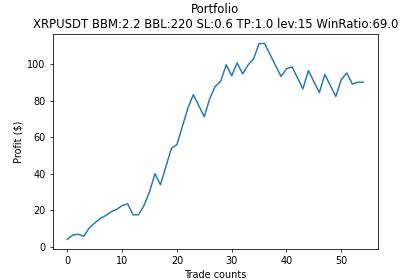 Portfolio
XRPUSDT BBM:2.2 BBL:220 SL:0.6 TP:1.0 lev:15 WinRatio:69.0
100
80
60
40
20
0
Profit ($)
0 10 20 30 40 50
Trade counts